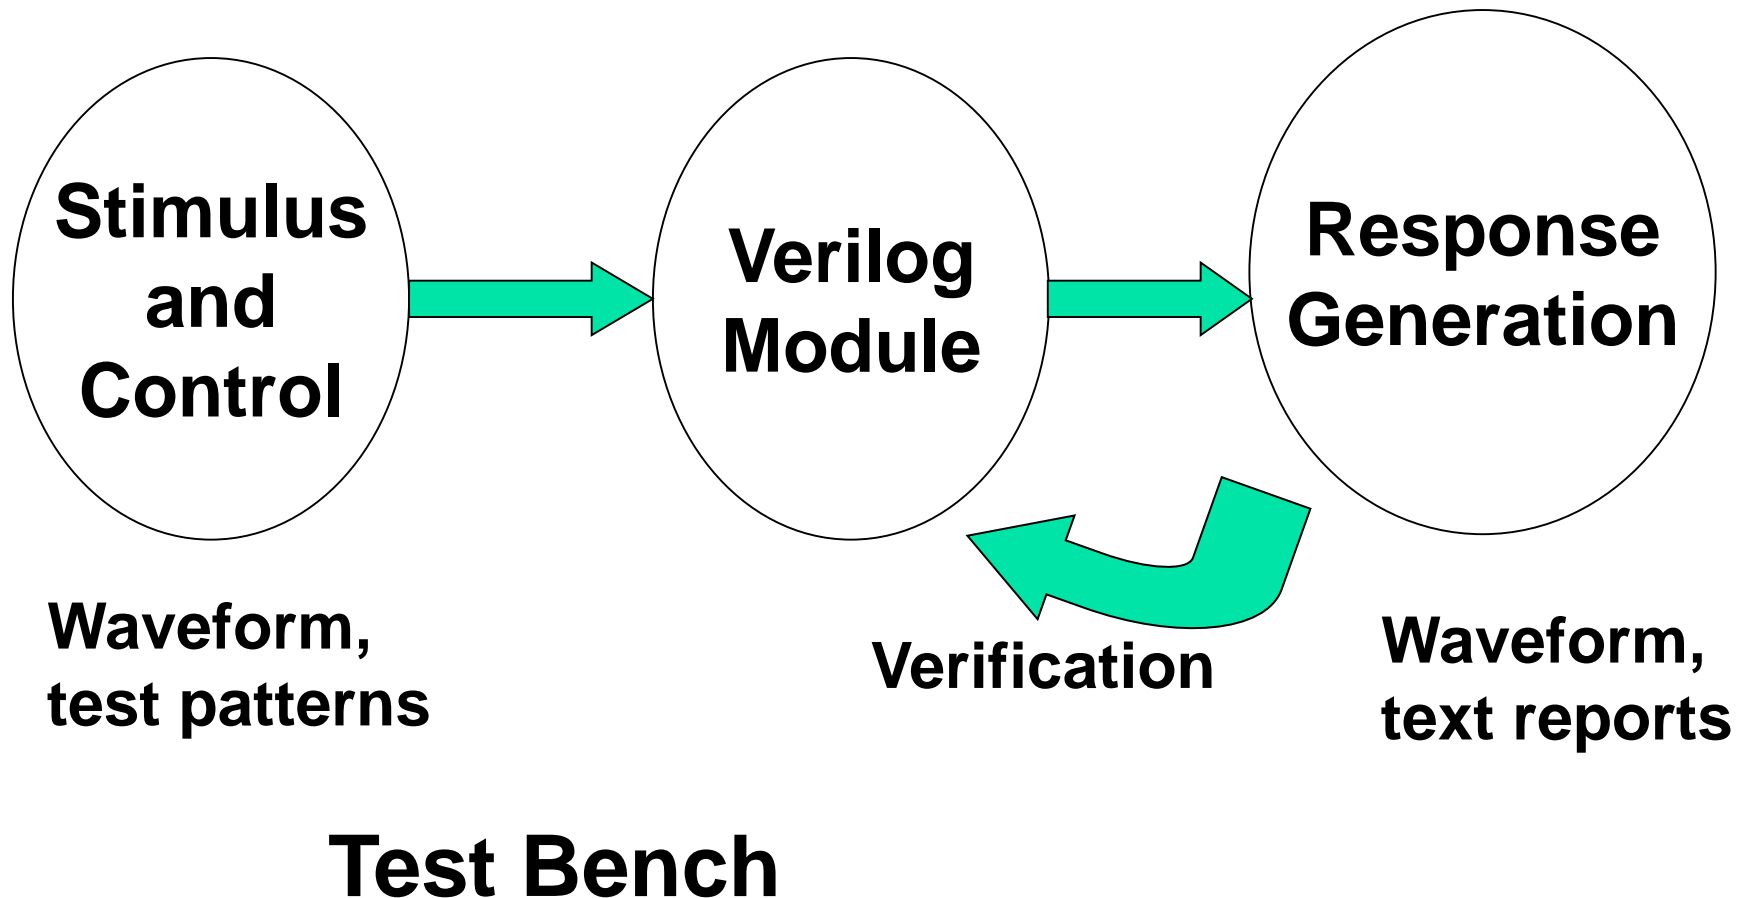 Stimulus
and
Control
Verilog
Module
Response
Generation
Waveform,
test patterns
Verification
Waveform,
text reports
Test Bench